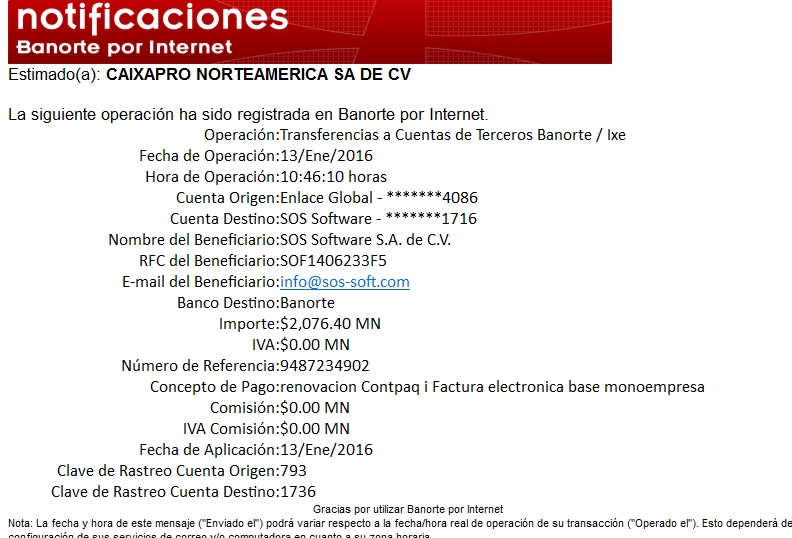 notificaciones
Banorte por Internet
Estimado(a): CAIXAPRO NORTEAMERICA SA DE CV
La siguiente operación ha sido registrada en Banorte por Internet.
Operación:Transferencias a Cuentas de Terceros Banorte / Ixe
Fecha de Operación:13/Ene/2016
Hora de Operación:10:46:10 horas
Cuenta Origen:Enlace Global - *******4086
Cuenta Destino:SOS Software - *******1716
Nombre del Beneficiario:SOS Software S.A. de C.V.
RFC del Beneficiario:SOF1406233F5
E-mail del Beneficiario:info@sos-soft.com
Banco Destino:Banorte
Importe:$2,076.40 MN
IVA:$0.00 MN
Número de Referencia:9487234902
Concepto de Pago:renovacion Contpaq i Factura electronica base monoempresa
Comisión:$0.00 MN
IVA Comisión:$0.00 MN
Fecha de Aplicación:13/Ene/2016
Clave de Rastreo Cuenta Origen:793
Clave de Rastreo Cuenta Destino:1736
Gracias por utilizar Banorte por Internet
Nota: La fecha y hora de este mensaje ("Enviado el") podrá variar respecto a la fecha/hora real de operación de su transacción ("Operado el"). Esto dependerá de
configuración de sus servicios de correo y/o computadora en cuanto a su zona horaria.